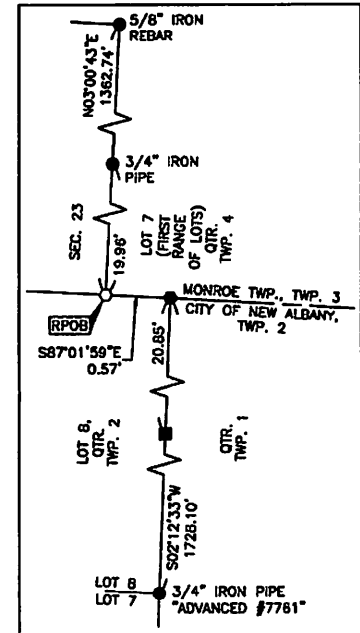 5/8" IRON
REBAR
N03°00'43"E
1362.74'
3/4" IRON
PIPE
SEC. 23
19.96'
LOT 7
(FIRST
RANGE
OF LOTS)
QTR.
TWP. 4
RPOB
MONROE TWP., TWP. 3
CITY OF NEW ALBANY,
TWP. 2
S87°01'59"E
0.57'
20.85'
LOT 8,
QTR.
TWP. 2
QTR.
TWP. 1
S02°12'33"W
1728.10'
LOT 8
LOT 7
3/4" IRON PIPE
"ADVANCED #7761"